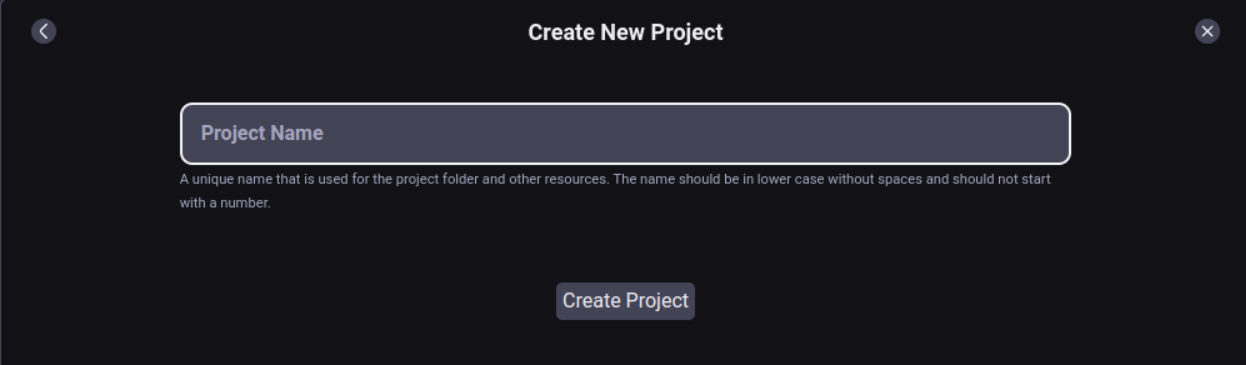 Create New Project
Project Name
A unique name that is used for the project folder and other resources. The name should be in lower case without spaces and should not start
with a number.
Create Project